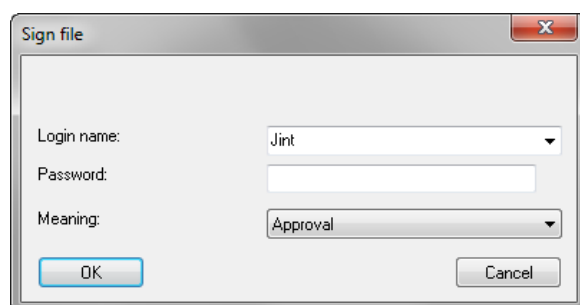 Sign file
Login name: Jint
Password:
Meaning: Approval
OK Cancel